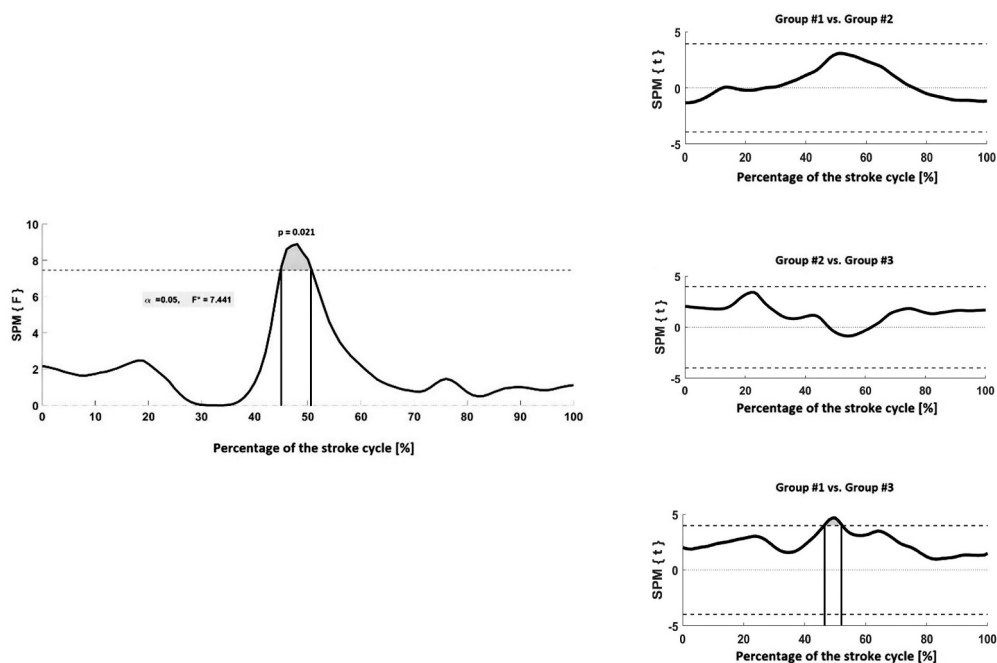 10
8
6
4
2
0
SPM { F }
p = 0.021
α =0.05, F* = 7.441
0 10 20 30 40 50 60 70 80 90 100
Percentage of the stroke cycle [%]
Group #1 vs. Group #2
5
0
-5
SPM { t }
0 20 40 60 80 100
Percentage of the stroke cycle [%]
Group #2 vs. Group #3
5
0
-5
SPM { t }
0 20 40 60 80 100
Percentage of the stroke cycle [%]
Group #1 vs. Group #3
5
0
-5
SPM { t }
0 20 40 60 80 100
Percentage of the stroke cycle [%]